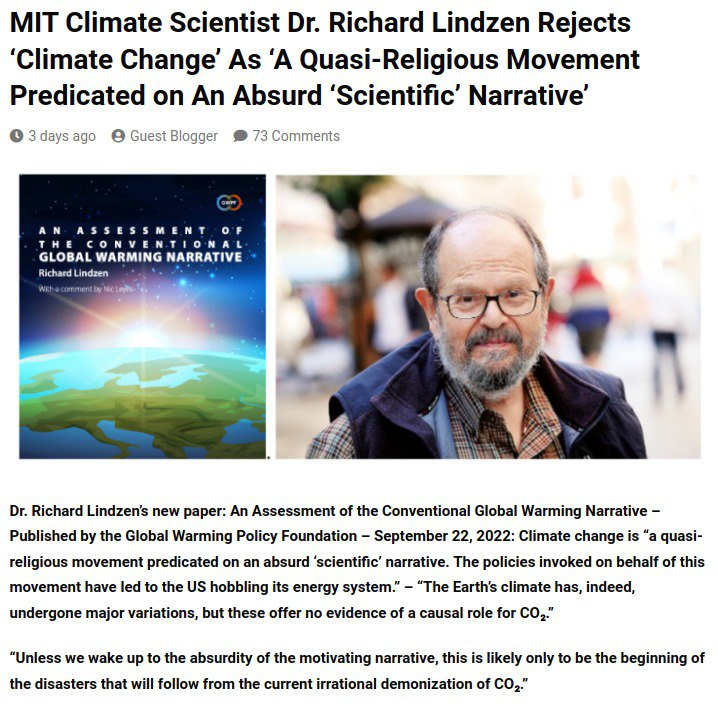 MIT Climate Scientist Dr. Richard Lindzen Rejects
‘Climate Change’ As ‘A Quasi-Religious Movement
Predicated on An Absurd ‘Scientific’ Narrative’
3 days ago Guest Blogger 73 Comments
GWPF
AN ASSESSMENT OF
THE CONVENTIONAL
GLOBAL WARMING NARRATIVE
Richard Lindzen
With a comment by Nic Lewis
Dr. Richard Lindzen’s new paper: An Assessment of the Conventional Global Warming Narrative –
Published by the Global Warming Policy Foundation – September 22, 2022: Climate change is “a quasi-
religious movement predicated on an absurd ‘scientific’ narrative. The policies invoked on behalf of this
movement have led to the US hobbling its energy system.” – “The Earth’s climate has, indeed,
undergone major variations, but these offer no evidence of a causal role for CO₂.”
“Unless we wake up to the absurdity of the motivating narrative, this is likely only to be the beginning of
the disasters that will follow from the current irrational demonization of CO₂.”